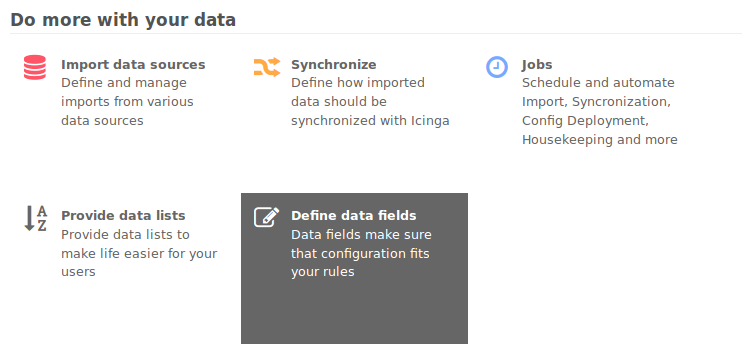 Do more with your data
Import data sources
Define and manage
imports from various
data sources
Synchronize
Define how imported
data should be
synchronized with Icinga
Jobs
Schedule and automate
Import, Syncronization,
Config Deployment,
Housekeeping and more
A
Z
Provide data lists
Provide data lists to
make life easier for your
users
Define data fields
Data fields make sure
that configuration fits
your rules